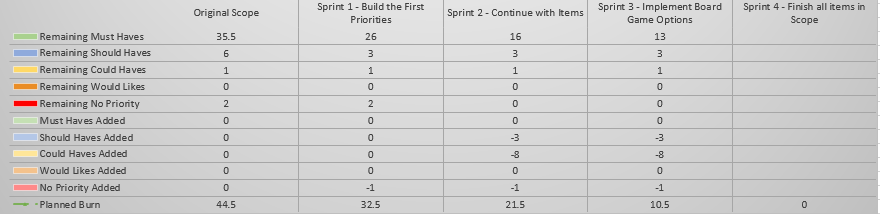 Original Scope Sprint 1 - Build the First Priorities Sprint 2 - Continue with Items Sprint 3 - Implement Board Game Options Sprint 4 - Finish all items in Scope
Remaining Must Haves 35.5 26 16 13
Remaining Should Haves 6 3 3 3
Remaining Could Haves 1 1 1 1
Remaining Would Likes 0 0 0 0
Remaining No Priority 2 2 0 0
Must Haves Added 0 0 0 0
Should Haves Added 0 0 -3 -3
Could Haves Added 0 0 -8 -8
Would Likes Added 0 0 0 0
No Priority Added 0 -1 -1 -1
Planned Burn 44.5 32.5 21.5 10.5 0